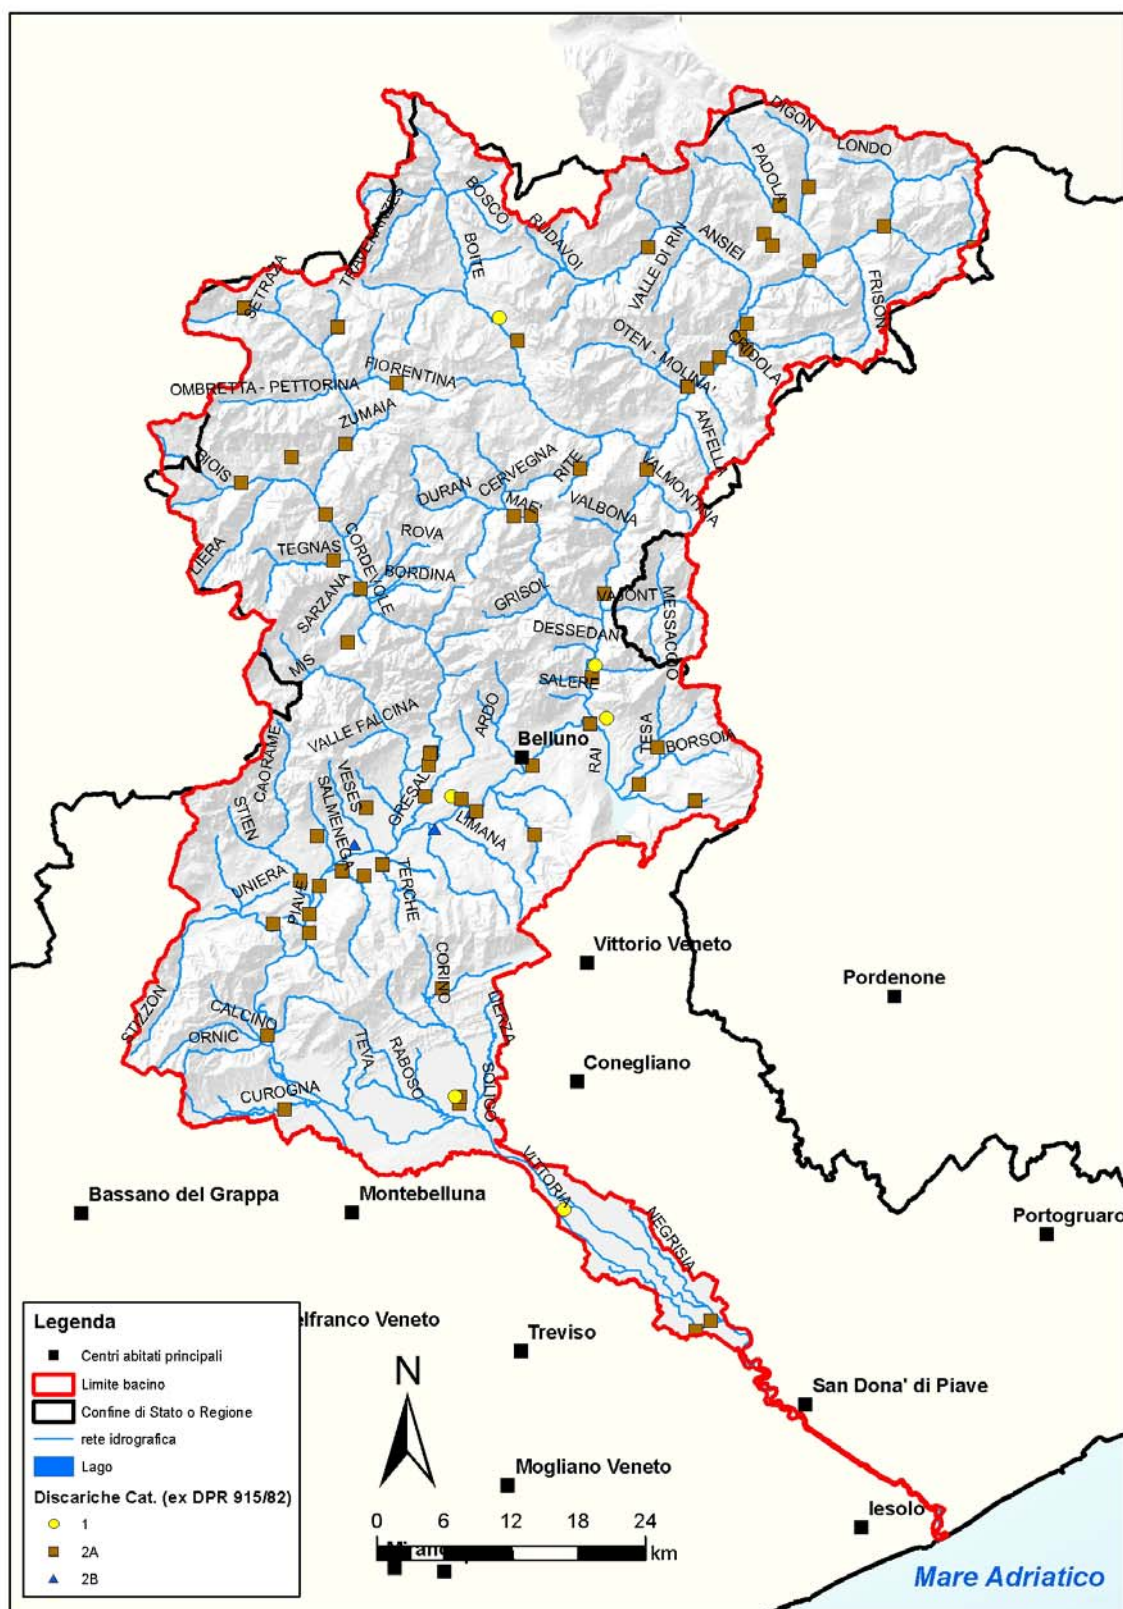 DIGON
LONDO
PADOLA
BOSCO
RUDAVOI
TRAVENANZES
BOITE
ANSIEI
VALLE DI RIN
SETRAZA
FRISON
OTEN - MOLINA'
CRIDOLA
FIORENTINA
OMBRETTA - PETTORINA
ZUMAIA
ANFELLA
BIOIS
CERVEGNA
RITE
DURAN
VALMONTINA
MAE'
VALBONA
ROVA
LIERA
TEGNAS
CORDEVOLE
BORDINA
SARZANA
GRISOL
VAJONT
MESSACCIO
DESSEDAN
MIS
SALERE
ARDO
VALLE FALCINA
TESA
BORSOIA
Belluno
RAI
CAORAME
VESES
GRESAL
SALMENEGA
STIEN
LIMANA
TERCHE
UNIERA
PIAVE
Vittorio Veneto
CORINO
Pordenone
STIZZON
LIERZA
CALCINO
ORNIC
TEVA
RABOSO
Conegliano
SOLIGO
CUROGNA
VITTORIA
Bassano del Grappa
Montebelluna
NEGRISIA
Portogruaro
elfranco Veneto
Treviso
San Dona' di Piave
Mogliano Veneto
Iesolo
Mare Adriatico
N
0 6 12 18 24
km
Legenda
Centri abitati principali
Limite bacino
Confine di Stato o Regione
rete idrografica
Lago
Discariche Cat. (ex DPR 915/82)
1
2A
2B